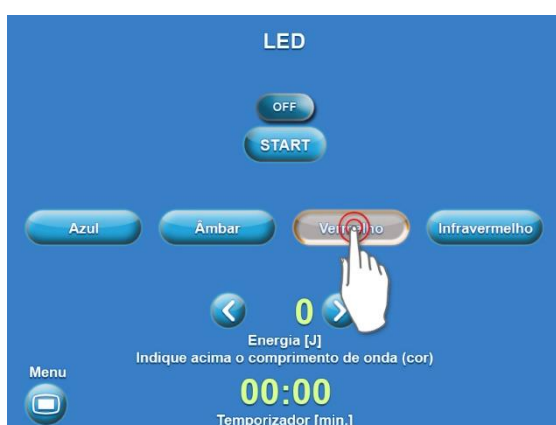 LED
OFF
START
Azul Âmbar Vermelho Infravermelho
0
Energia [J]
Indique acima o comprimento de onda (cor)
Menu
00:00
Temporizador [min.]